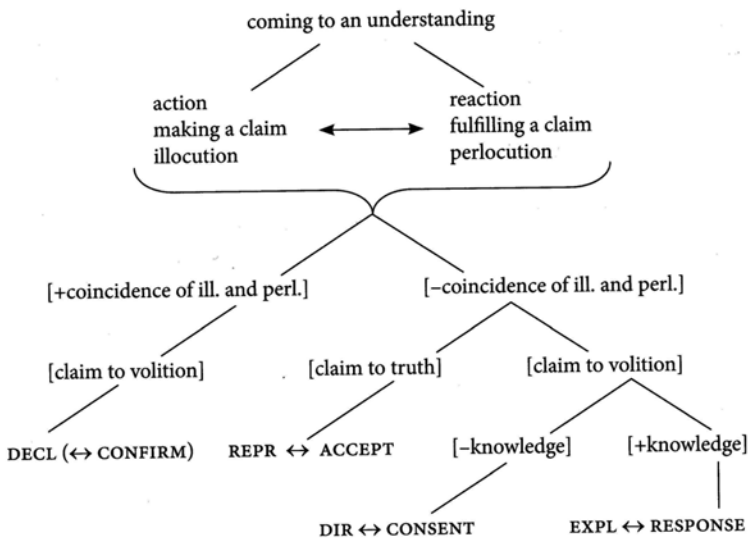 coming to an understanding
action
making a claim
illocution
reaction
fulfilling a claim
perlocution
[+coincidence of ill. and perl.]
[–coincidence of ill. and perl.]
[claim to volition]
[claim to truth]
[claim to volition]
DECL (↔ CONFIRM)
REPR ↔ ACCEPT
[–knowledge]
[+knowledge]
DIR ↔ CONSENT
EXPL ↔ RESPONSE